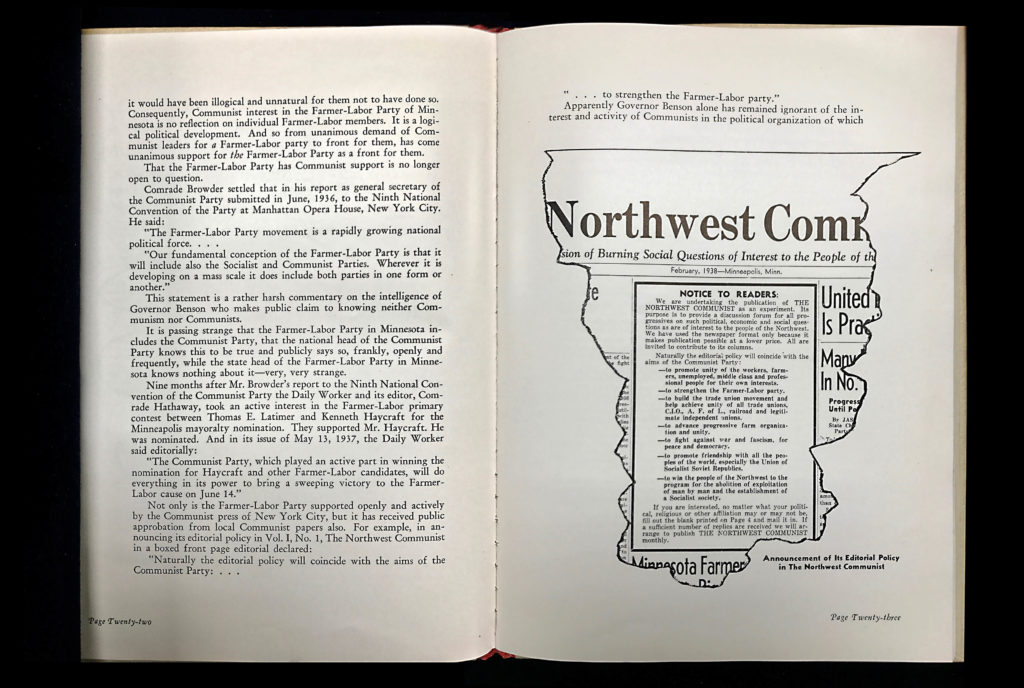 it would have been illogical and unnatural for them not to have done so.
Consequently, Communist interest in the Farmer-Labor Party of Min-
nesota is no reflection on individual Farmer-Labor members. It is a logi-
cal political development. And so from unanimous demand of Com-
munist leaders for a Farmer-Labor party to front for them, has come
unanimous support for the Farmer-Labor Party as a front for them.
That the Farmer-Labor Party has Communist support is no longer
open to question.
Comrade Browder settled that in his report as general secretary of
the Communist Party submitted in June, 1936, to the Ninth National
Convention of the Party at Manhattan Opera House, New York City.
He said:
"The Farmer-Labor Party movement is a rapidly growing national
political force. . . .
"Our fundamental conception of the Farmer-Labor Party is that it
will include also the Socialist and Communist Parties. Wherever it is
developing on a mass scale it does include both parties in one form or
another."
This statement is a rather harsh commentary on the intelligence of
Governor Benson who makes public claim to knowing neither Com-
munism nor Communists.
It is passing strange that the Farmer-Labor Party in Minnesota in-
cludes the Communist Party, that the national head of the Communist
Party knows this to be true and publicly says so, frankly, openly and
frequently, while the state head of the Farmer-Labor Party in Minne-
sota knows nothing about it—very, very strange.
Nine months after Mr. Browder's report to the Ninth National Con-
vention of the Communist Party the Daily Worker and its editor, Com-
rade Hathaway, took an active interest in the Farmer-Labor primary
contest between Thomas E. Latimer and Kenneth Haycraft for the
Minneapolis mayoralty nomination. They supported Mr. Haycraft. He
was nominated. And in its issue of May 13, 1937, the Daily Worker
said editorially:
"The Communist Party, which played an active part in winning the
nomination for Haycraft and other Farmer-Labor candidates, will do
everything in its power to bring a sweeping victory to the Farmer-
Labor cause on June 14."
Not only is the Farmer-Labor Party supported openly and actively
by the Communist press of New York City, but it has received public
approbation from local Communist papers also. For example, in an-
nouncing its editorial policy in Vol. I, No. 1, The Northwest Communist
in a boxed front page editorial declared:
"Naturally the editorial policy will coincide with the aims of the
Communist Party: . . .
Page Twenty-two
" . . . to strengthen the Farmer-Labor party."
Apparently Governor Benson alone has remained ignorant of the in-
terest and activity of Communists in the political organization of which
Northwest Comm
sion of Burning Social Questions of Interest to the People of th
February, 1938—Minneapolis, Minn.
e
nt of the
he fight
NOTICE TO READERS:
We are undertaking the publication of THE
NORTHWEST COMMUNIST as an experiment. Its
purpose is to provide a discussion forum for all pro-
gressives on such political, economic and social ques-
tions as are of interest to the people of the Northwest.
We have used the newspaper format only because it
makes publication possible at a lower price. All are
invited to contribute to its columns.
Naturally the editorial policy will coincide with the
aims of the Communist Party:
—to promote unity of the workers, farm-
ers, unemployed, middle class and profes-
sional people for their own interests.
—to strengthen the Farmer-Labor party.
—to build the trade union movement and
help achieve unity of all trade unions,
C.I.O., A. F. of L., railroad and legiti-
mate independent unions.
—to advance progressive farm organiza-
tion and unity.
—to fight against war and fascism, for
peace and democracy.
—to promote friendship with all the peo-
ples of the world, especially the Union of
Socialist Soviet Republics.
—to win the people of the Northwest to the
program for the abolition of exploitation
of man by man and the establishment of
a Socialist society.
If you are interested, no matter what your politi-
cal, religious or other affiliation may or may not be,
fill out the blank printed on Page 4 and mail it in. If
a sufficient number of replies are received we will ar-
range to publish THE NORTHWEST COMMUNIST
monthly.
United
Is Prac
Many
In No.
Progress
Until Po
By JAS
State Ch
Party
amo
than
Minnesota Farmer
Announcement of Its Editorial Policy
in The Northwest Communist
Page Twenty-three